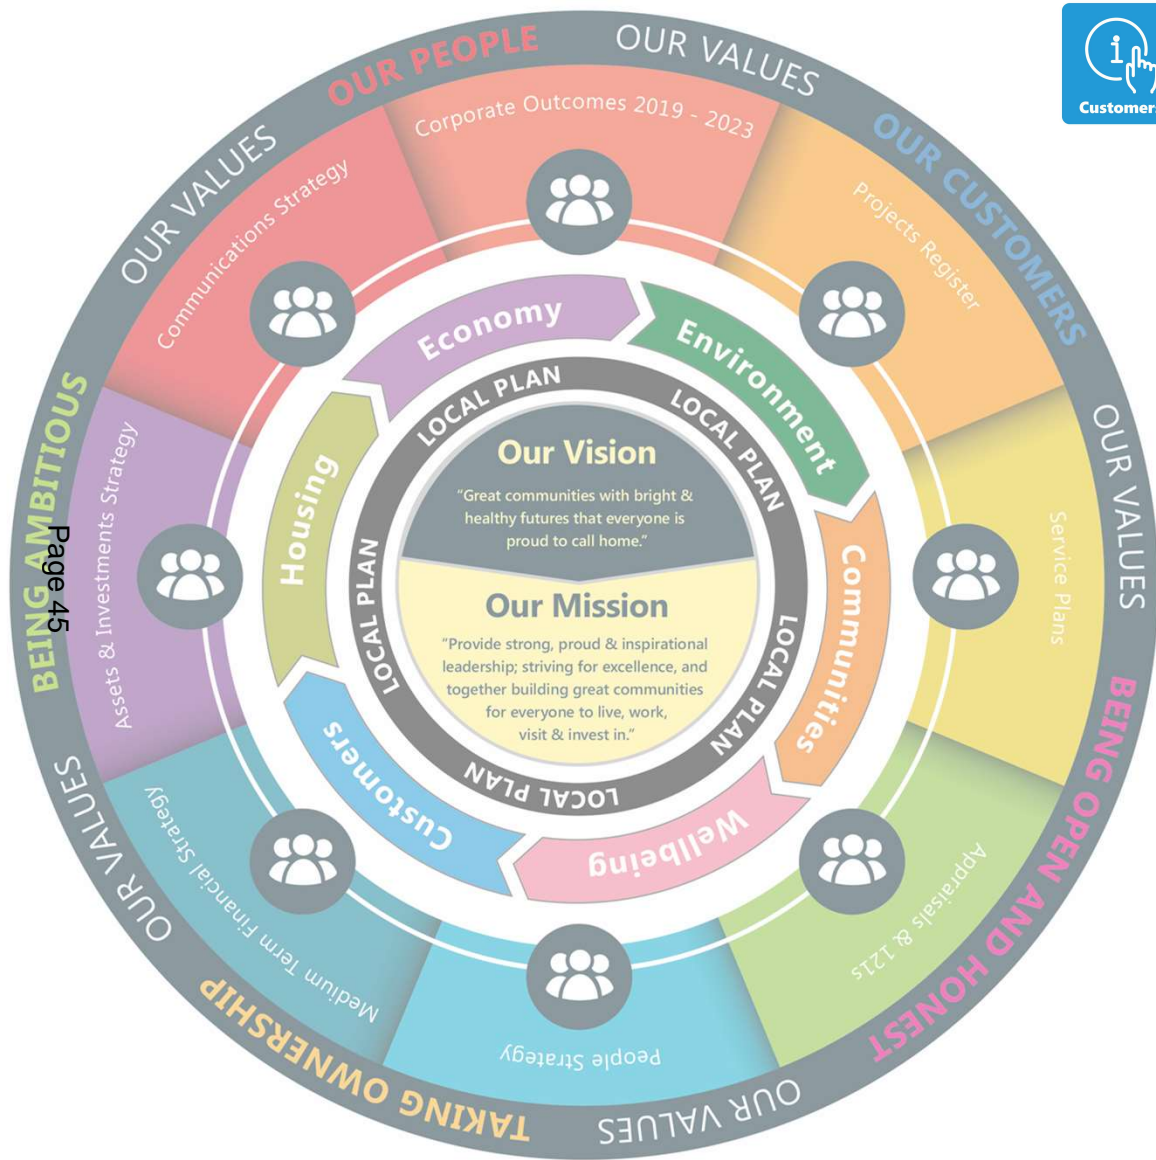 OUR PEOPLE
OUR VALUES
OUR CUSTOMERS
OUR VALUES
BEING OPEN AND HONEST
OUR VALUES
TAKING OWNERSHIP
OUR VALUES
BEING AMBITIOUS
OUR VALUES
Corporate Outcomes 2019 - 2023
Projects Register
Service Plans
Appraisals & 121s
People Strategy
Medium Term Financial Strategy
Assets & Investments Strategy
Communications Strategy
Economy
Environment
Communities
Wellbeing
Customers
Housing
LOCAL PLAN
LOCAL PLAN
LOCAL PLAN
LOCAL PLAN
LOCAL PLAN
Our Vision
"Great communities with bright &
healthy futures that everyone is
proud to call home."
Our Mission
"Provide strong, proud & inspirational
leadership; striving for excellence, and
together building great communities
for everyone to live, work,
visit & invest in."
Page 45
i
Customers